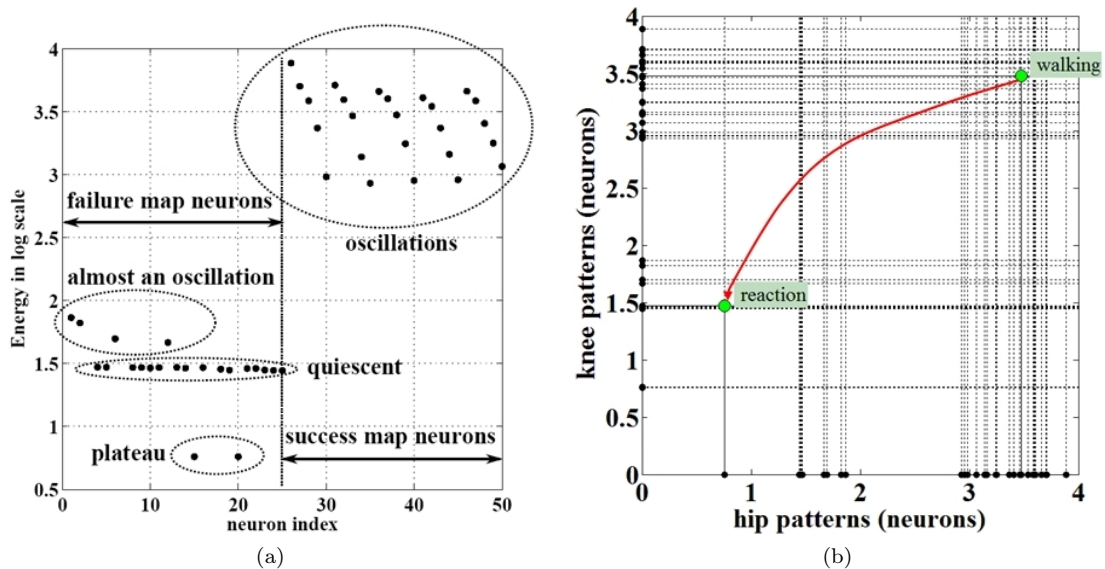 4
3.5
3
2.5
2
1.5
1
0.5
Energy in log scale
oscillations
failure map neurons
almost an oscillation
quiescent
plateau
success map neurons
0 10 20 30 40 50
neuron index
(a)
4
3.5
3
2.5
2
1.5
1
0.5
0
knee patterns (neurons)
walking
reaction
0 1 2 3 4
hip patterns (neurons)
(b)